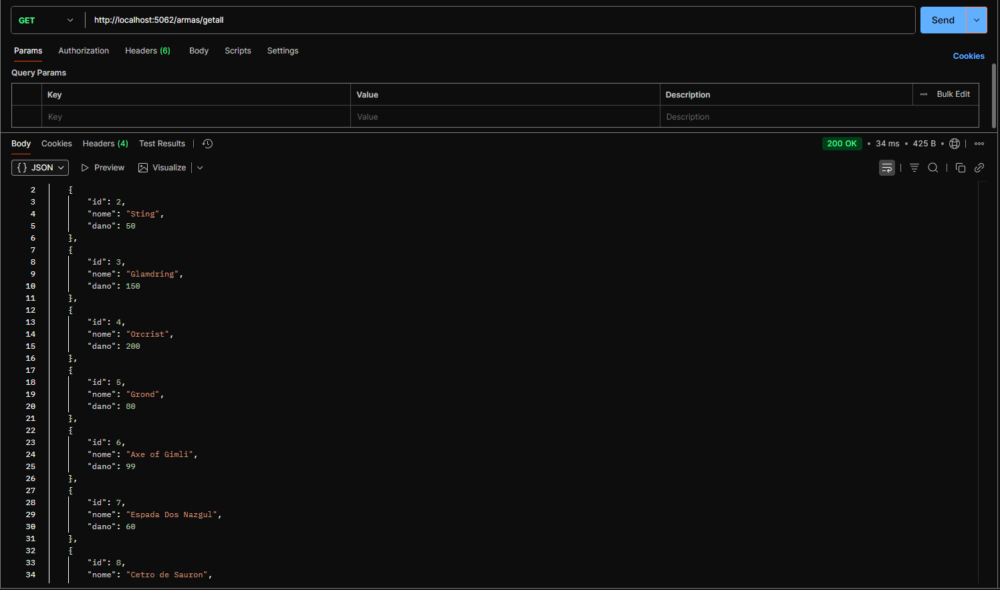 GET http://localhost:5062/armas/getall Send
Params Authorization Headers (6) Body Scripts Settings Cookies
Query Params
Key Value Description Bulk Edit
Key Value Description
Body Cookies Headers (4) Test Results 200 OK • 34 ms • 425 B •
{} JSON Preview Visualize
2 {
3 "id": 2,
4 "nome": "Sting",
5 "dano": 50
6 },
7 {
8 "id": 3,
9 "nome": "Glamdring",
10 "dano": 150
11 },
12 {
13 "id": 4,
14 "nome": "Orcrist",
15 "dano": 200
16 },
17 {
18 "id": 5,
19 "nome": "Grond",
20 "dano": 80
21 },
22 {
23 "id": 6,
24 "nome": "Axe of Gimli",
25 "dano": 99
26 },
27 {
28 "id": 7,
29 "nome": "Espada Dos Nazgul",
30 "dano": 60
31 },
32 {
33 "id": 8,
34 "nome": "Cetro de Sauron",